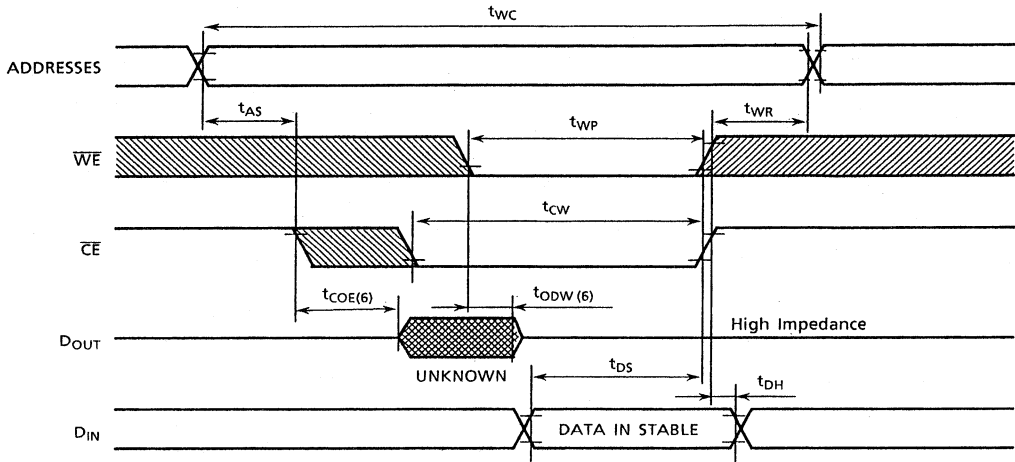 tWC
ADDRESSES
tAS
tWR
tWP
WE
tCW
CE
tCOE(6)
tODW (6)
High Impedance
DOUT
UNKNOWN
tDS
tDH
DIN
DATA IN STABLE